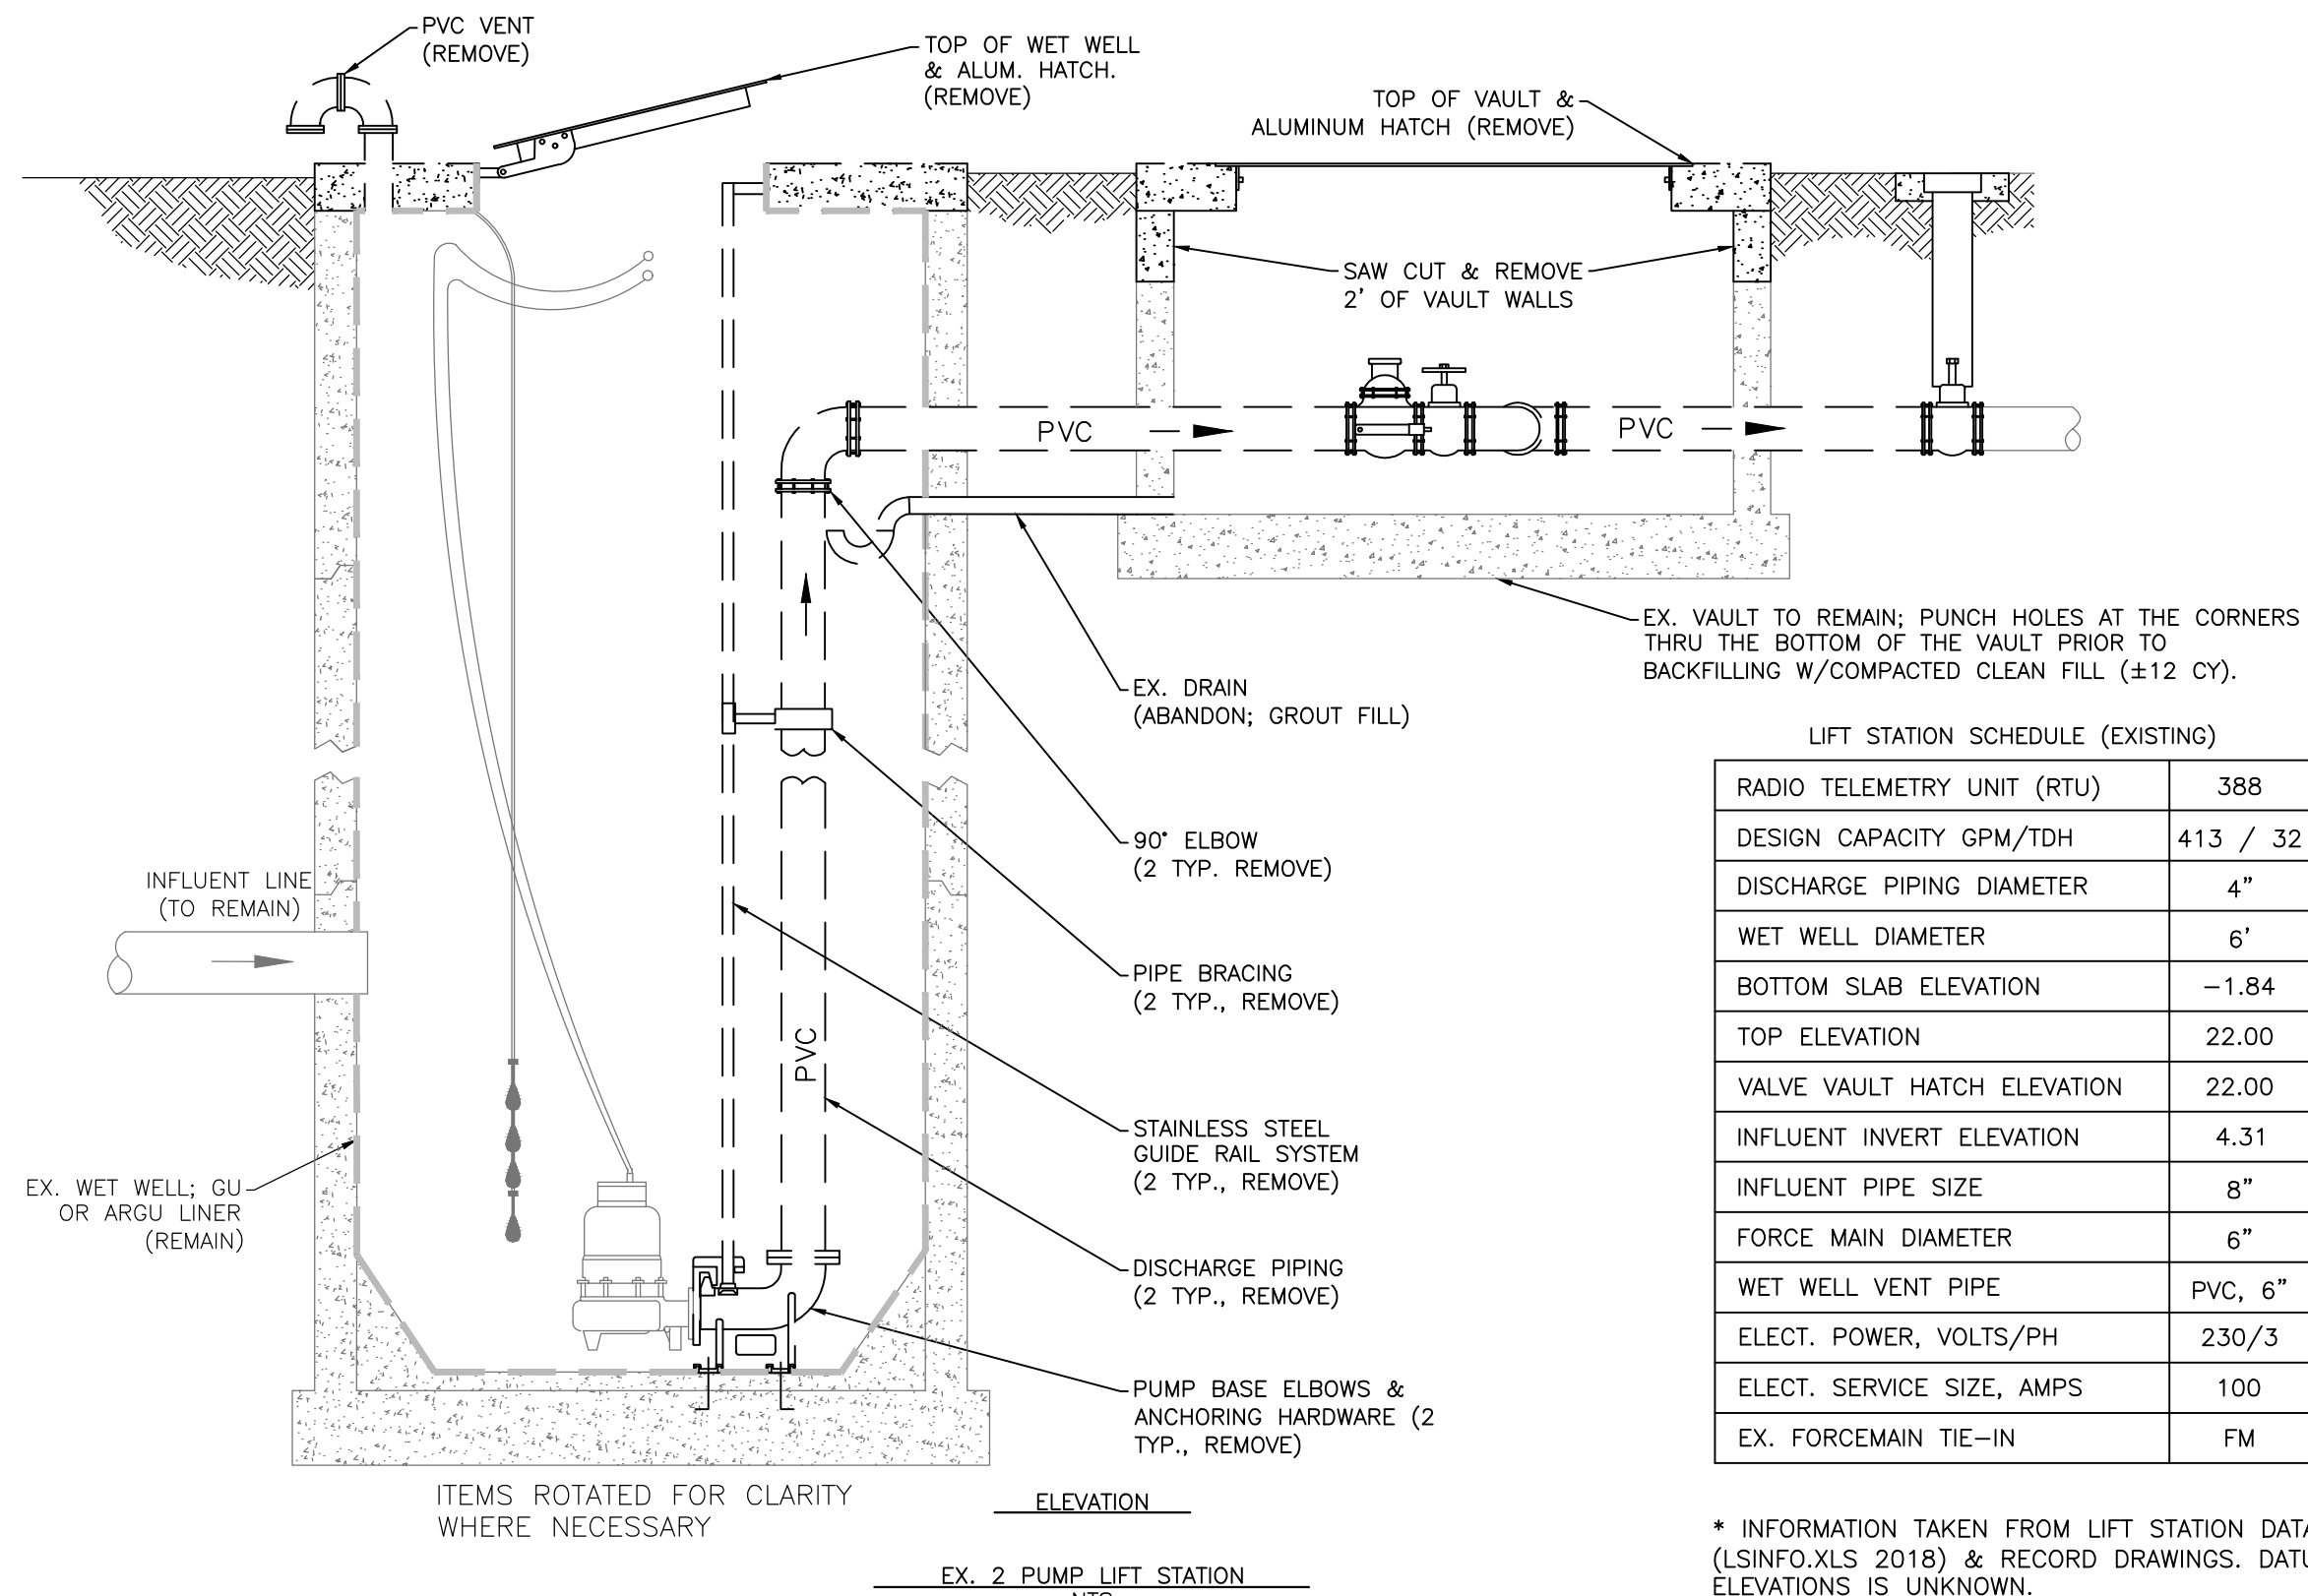 PVC VENT
(REMOVE)
TOP OF WET WELL
& ALUM. HATCH.
(REMOVE)
TOP OF VAULT &
ALUMINUM HATCH (REMOVE)
SAW CUT & REMOVE
2' OF VAULT WALLS
PVC
PVC
EX. VAULT TO REMAIN; PUNCH HOLES AT THE CORNERS
THRU THE BOTTOM OF THE VAULT PRIOR TO
BACKFILLING W/COMPACTED CLEAN FILL (±12 CY).
EX. DRAIN
(ABANDON; GROUT FILL)
90° ELBOW
(2 TYP. REMOVE)
INFLUENT LINE
(TO REMAIN)
PIPE BRACING
(2 TYP., REMOVE)
PVC
STAINLESS STEEL
GUIDE RAIL SYSTEM
(2 TYP., REMOVE)
EX. WET WELL; GU
OR ARGU LINER
(REMAIN)
DISCHARGE PIPING
(2 TYP., REMOVE)
PUMP BASE ELBOWS &
ANCHORING HARDWARE (2
TYP., REMOVE)
ITEMS ROTATED FOR CLARITY
WHERE NECESSARY
ELEVATION
EX. 2 PUMP LIFT STATION
NTS
LIFT STATION SCHEDULE (EXISTING)
RADIO TELEMETRY UNIT (RTU) 388
DESIGN CAPACITY GPM/TDH 413 / 32
DISCHARGE PIPING DIAMETER 4"
WET WELL DIAMETER 6'
BOTTOM SLAB ELEVATION -1.84
TOP ELEVATION 22.00
VALVE VAULT HATCH ELEVATION 22.00
INFLUENT INVERT ELEVATION 4.31
INFLUENT PIPE SIZE 8"
FORCE MAIN DIAMETER 6"
WET WELL VENT PIPE PVC, 6"
ELECT. POWER, VOLTS/PH 230/3
ELECT. SERVICE SIZE, AMPS 100
EX. FORCEMAIN TIE-IN FM
* INFORMATION TAKEN FROM LIFT STATION DATA
(LSINFO.XLS 2018) & RECORD DRAWINGS.
ELEVATIONS IS UNKNOWN.